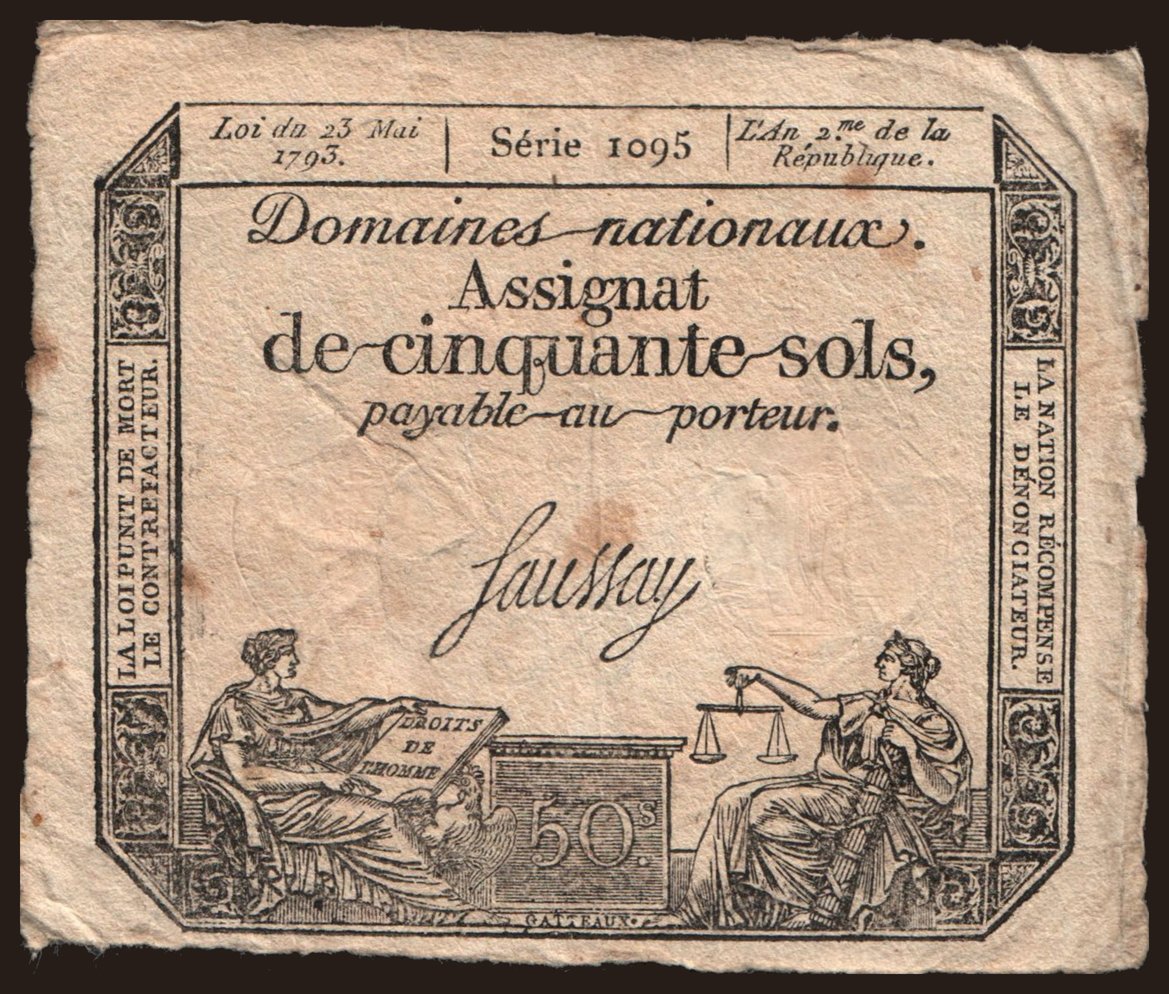 Loi du 23 Mai
1793.
Série 1095
L'An 2.me de la
République.
Domaines nationaux.
Assignat
de cinquante sols,
payable au porteur.
LA LOI PUNIT DE MORT
LE CONTREFACTEUR.
LA NATION RÉCOMPENSE
LE DÉNONCIATEUR.
Saussay
DROITS
DE
L'HOMME
50.s
GATTEAUX.